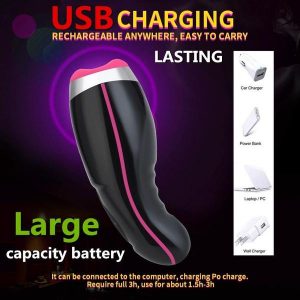 USB CHARGING
RECHARGEABLE ANYWHERE, EASY TO CARRY
LASTING
Car Charger
Power Bank
Laptop / PC
Wall Charger
Large
capacity battery
It can be connected to the computer, charging Po charge.
Require full 3h, use for about 1.5h-3h